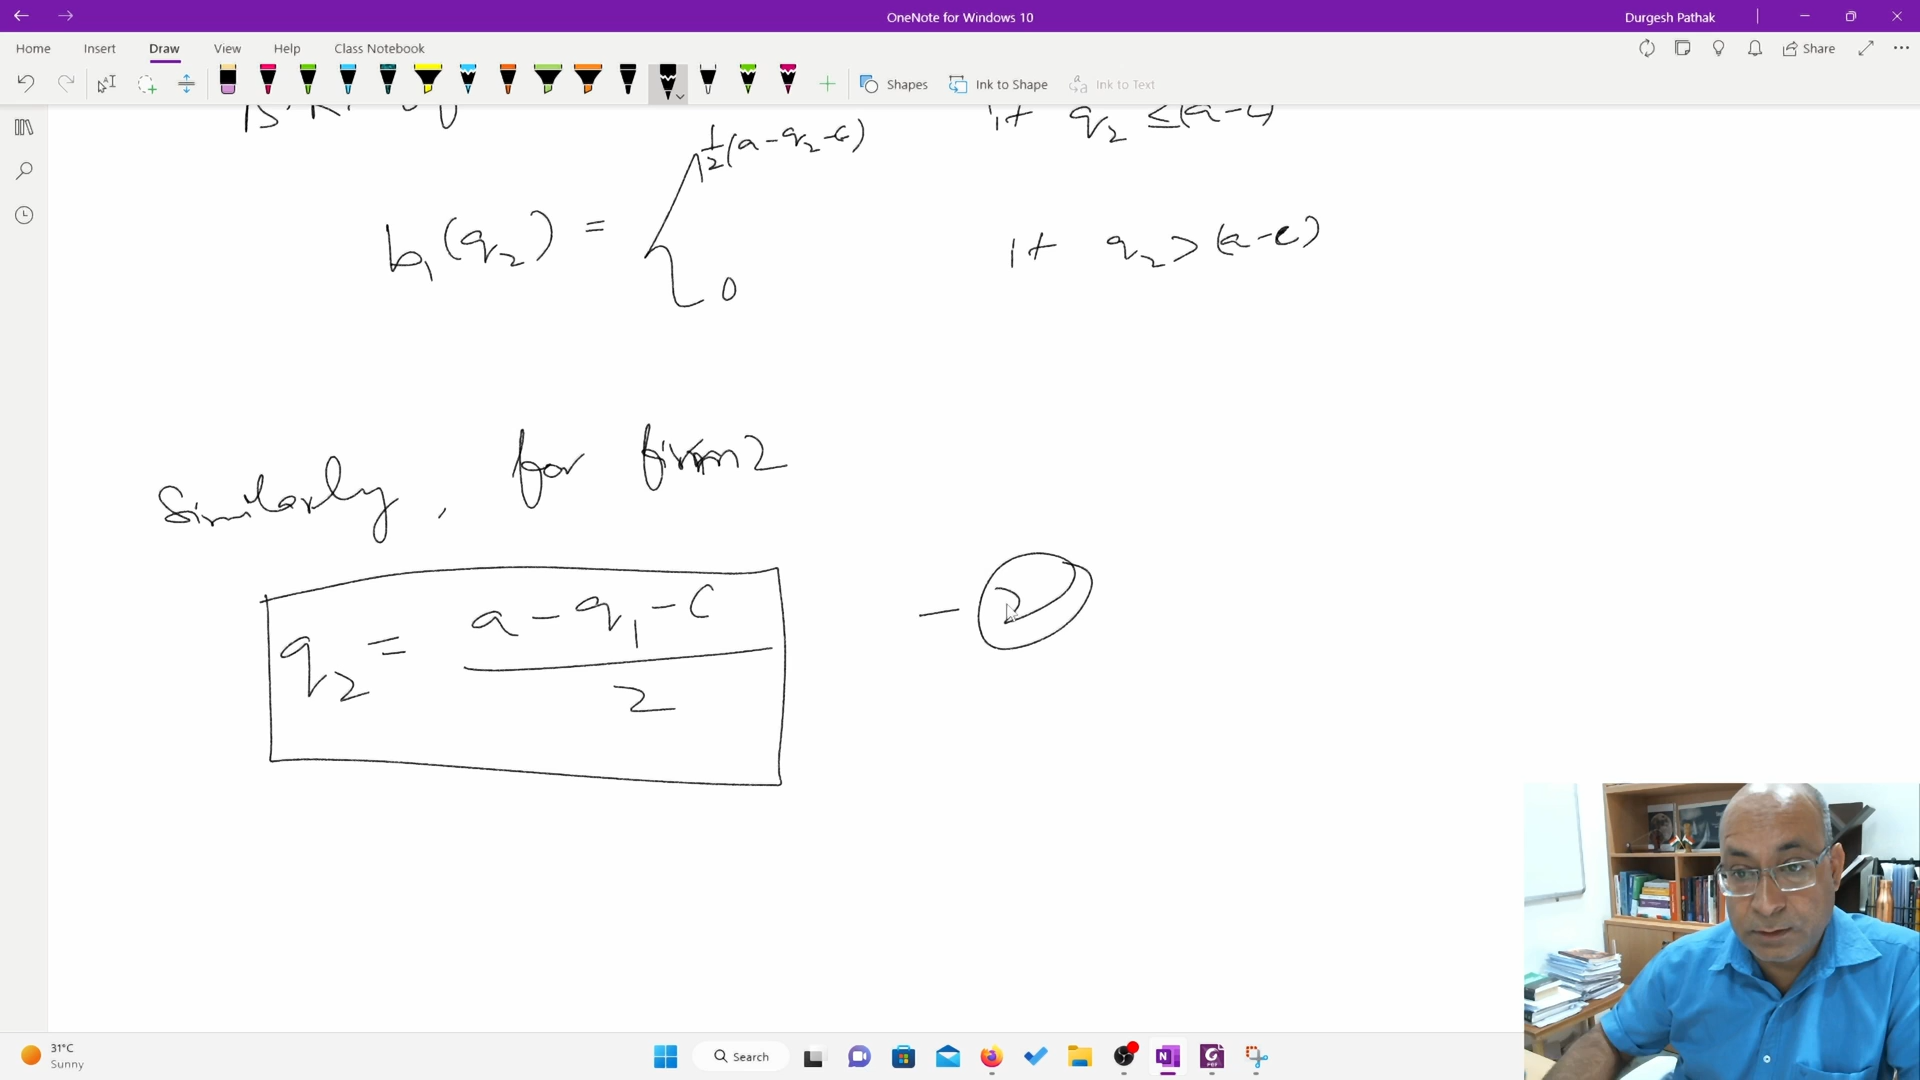 OneNote for Windows 10
Durgesh Pathak
Home Insert Draw View Help Class Notebook
Share
Shapes Ink to Shape Ink to Text
if q₂ ≤ (a-c)
½(a-q₂-c)
b₁(q₂) =
0
if q₂ > (a-c)
Similarly, for firm 2
q₂ = (a - q₁ - c) / 2
- 2
31°C
Sunny
Search